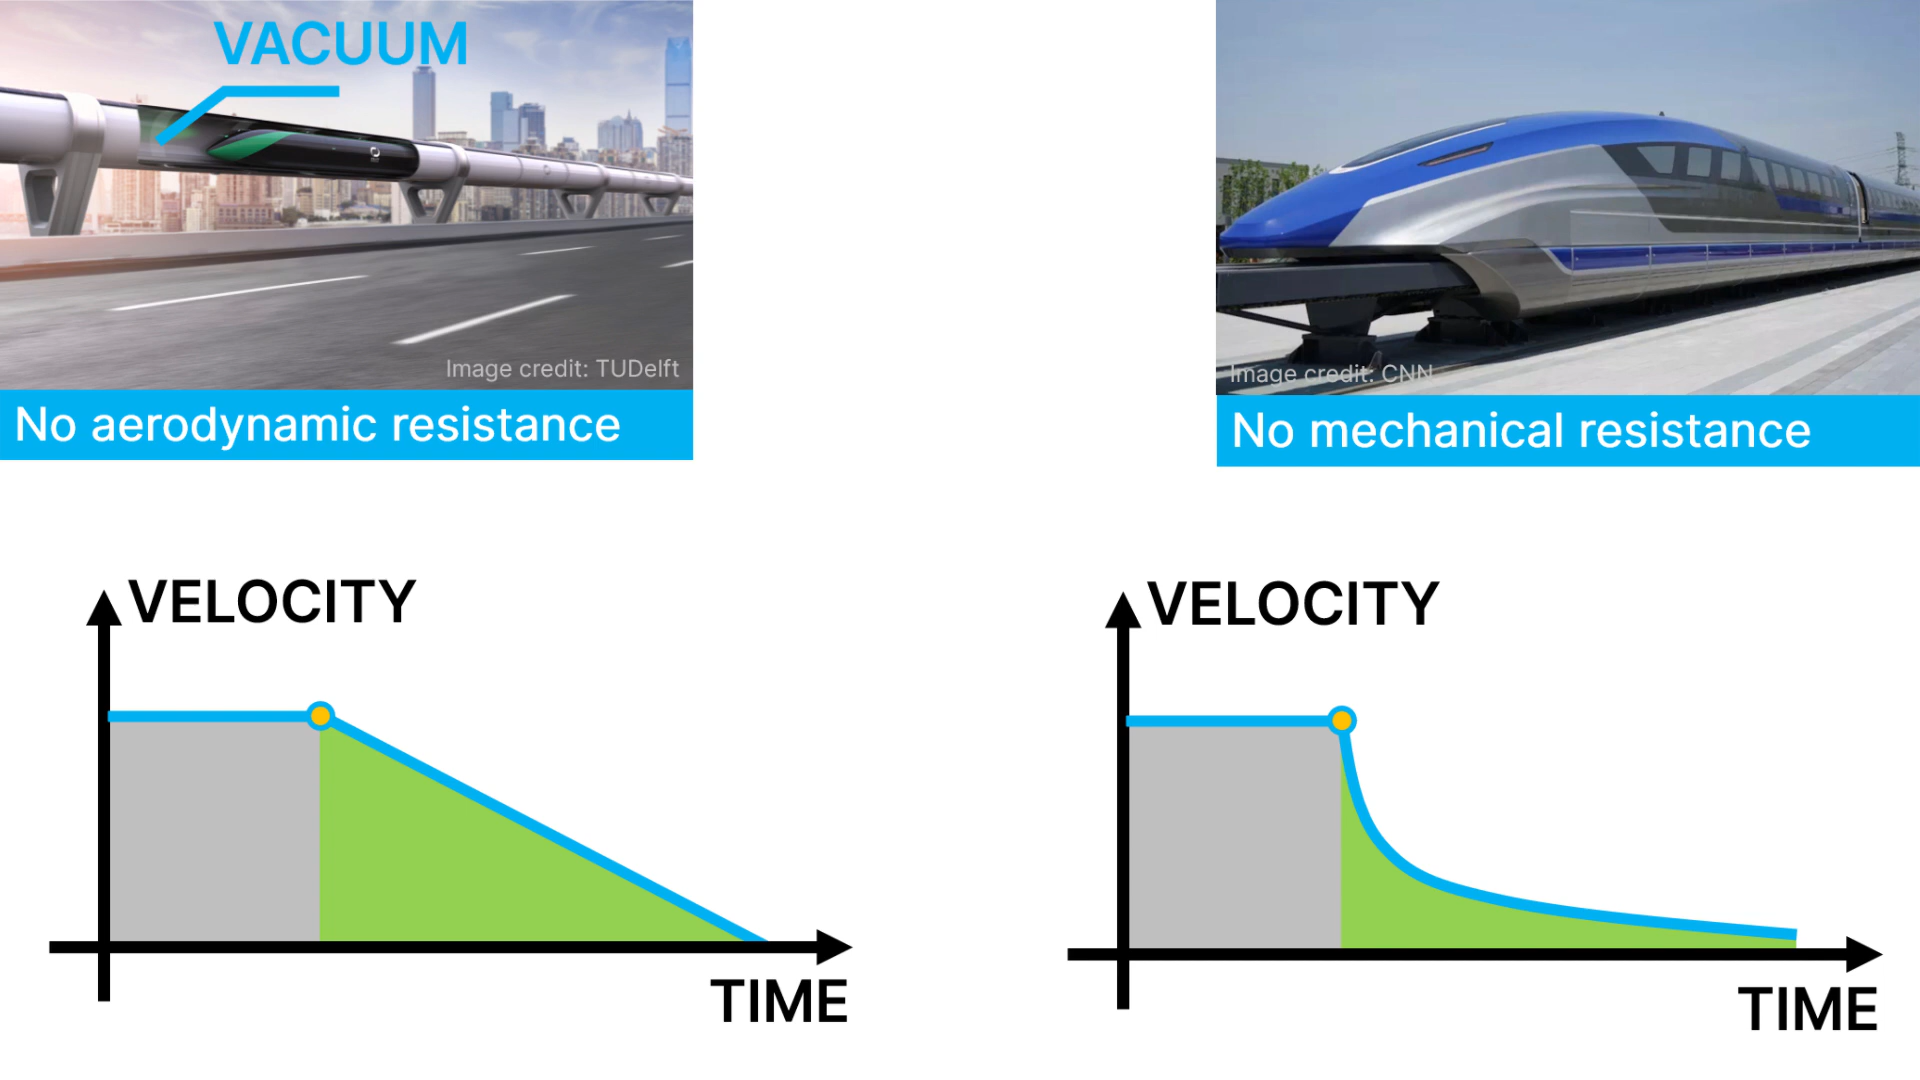 VACUUM
Image credit: TUDelft
No aerodynamic resistance
Image credit: CNN
No mechanical resistance
VELOCITY
TIME
VELOCITY
TIME